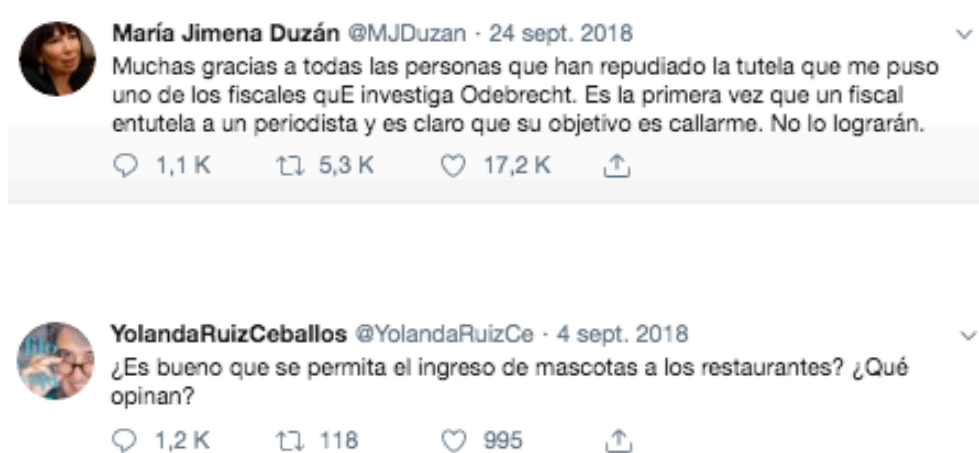 María Jimena Duzán @MJDuzan · 24 sept. 2018
Muchas gracias a todas las personas que han repudiado la tutela que me puso
uno de los fiscales quE investiga Odebrecht. Es la primera vez que un fiscal
entutela a un periodista y es claro que su objetivo es callarme. No lo lograrán.
1,1 K 5,3 K 17,2 K
YolandaRuizCeballos @YolandaRuizCe · 4 sept. 2018
¿Es bueno que se permita el ingreso de mascotas a los restaurantes? ¿Qué
opinan?
1,2 K 118 995